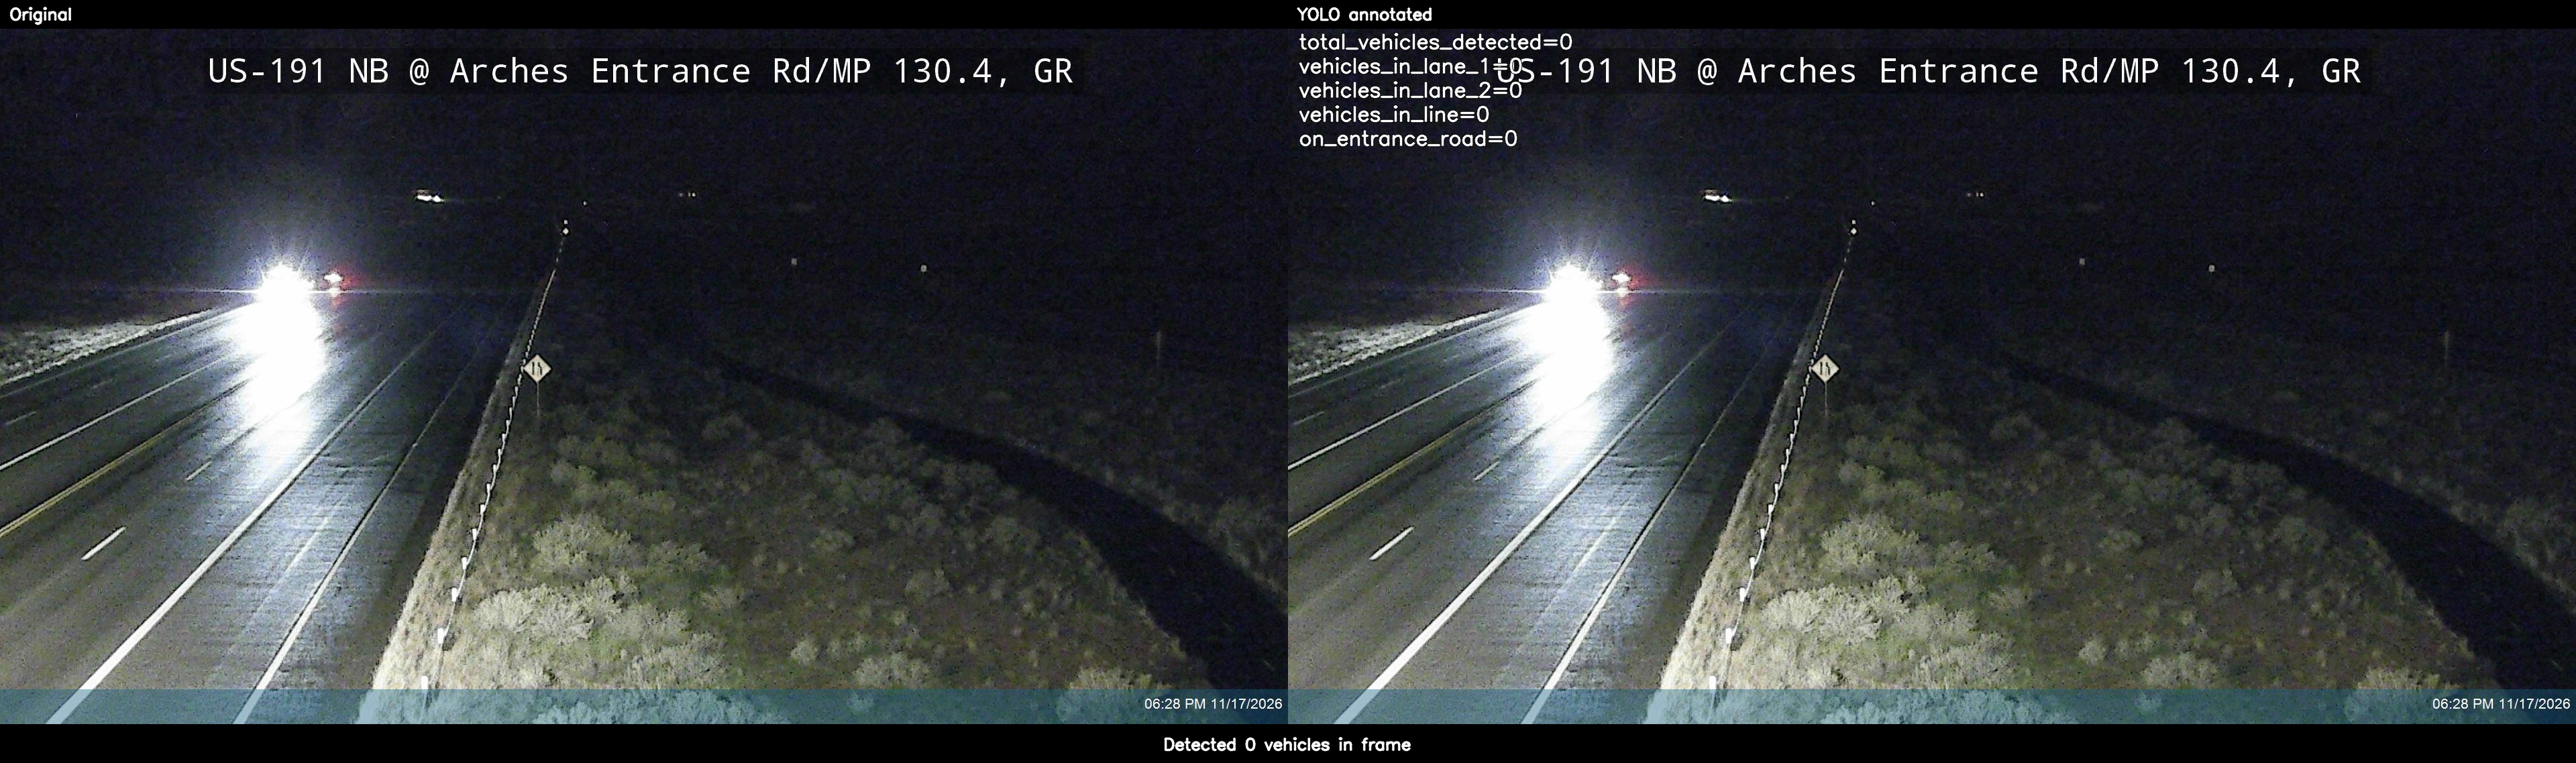 Original
US-191 NB @ Arches Entrance Rd/MP 130.4, GR
06:28 PM 11/17/2026
YOLO annotated
total_vehicles_detected=0
vehicles_in_lane_1=0
US-191 NB @ Arches Entrance Rd/MP 130.4, GR
vehicles_in_lane_2=0
vehicles_in_line=0
on_entrance_road=0
06:28 PM 11/17/2026
Detected 0 vehicles in frame